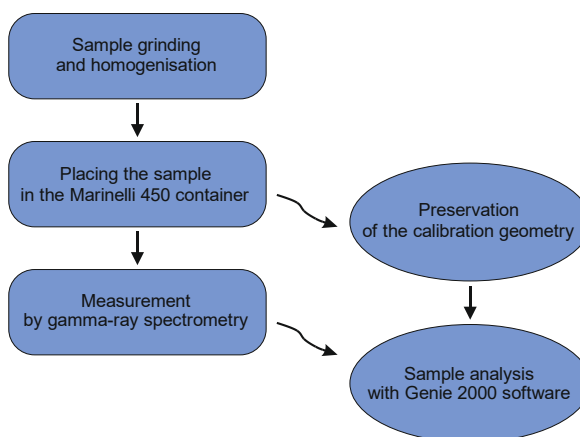 Sample grinding
and homogenisation
Placing the sample
in the Marinelli 450 container
Preservation
of the calibration geometry
Measurement
by gamma-ray spectrometry
Sample analysis
with Genie 2000 software